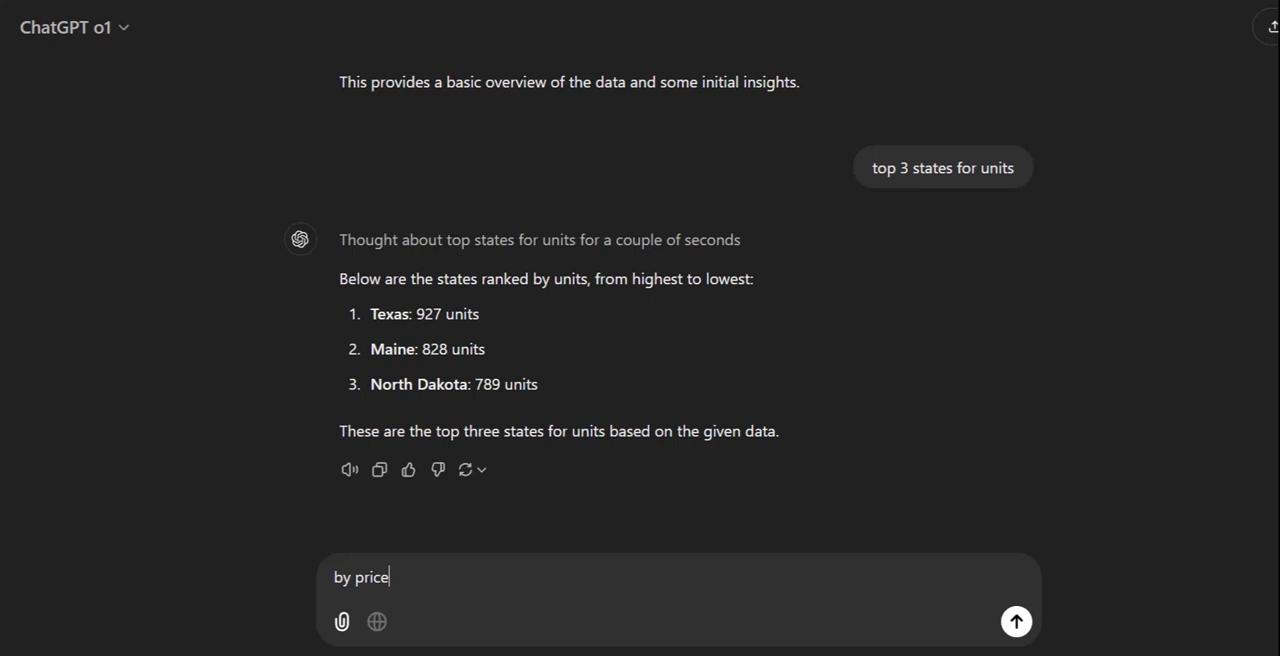 ChatGPT o1
This provides a basic overview of the data and some initial insights.
top 3 states for units
Thought about top states for units for a couple of seconds
Below are the states ranked by units, from highest to lowest:
1. Texas: 927 units
2. Maine: 828 units
3. North Dakota: 789 units
These are the top three states for units based on the given data.
by price